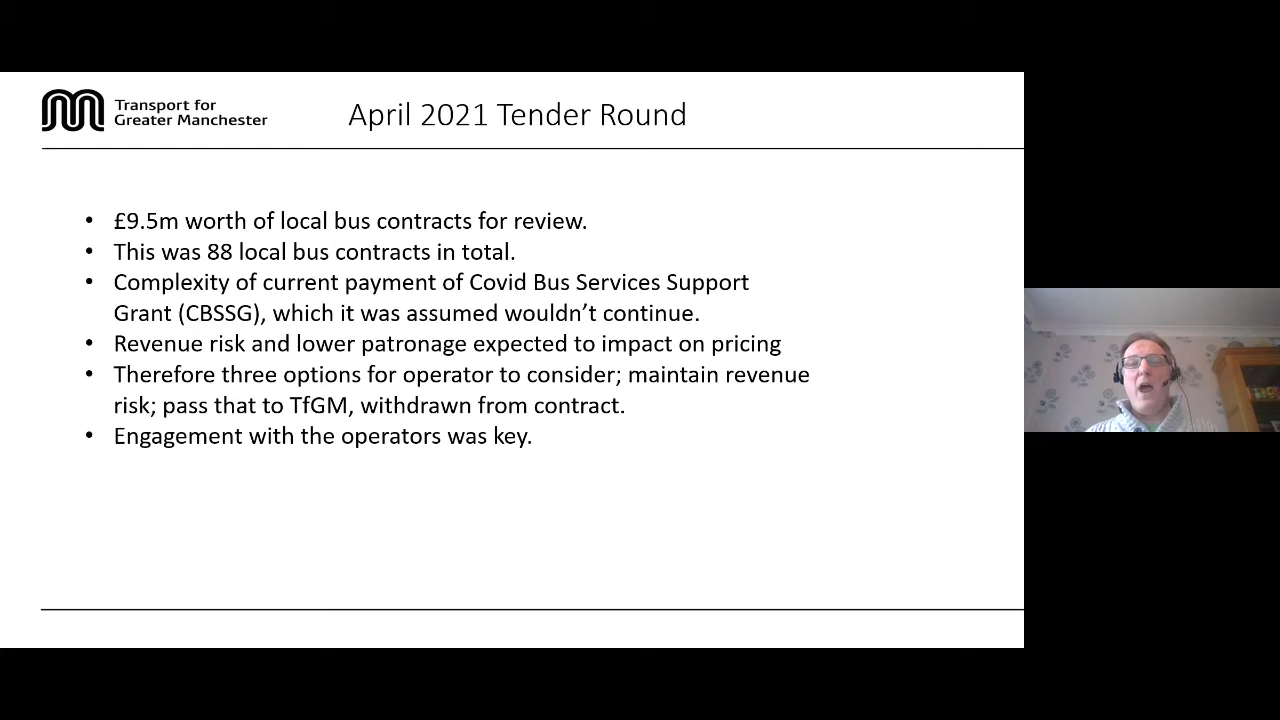 Transport for
Greater Manchester
April 2021 Tender Round
• £9.5m worth of local bus contracts for review.
• This was 88 local bus contracts in total.
• Complexity of current payment of Covid Bus Services Support
Grant (CBSSG), which it was assumed wouldn’t continue.
• Revenue risk and lower patronage expected to impact on pricing
• Therefore three options for operator to consider; maintain revenue
risk; pass that to TfGM, withdrawn from contract.
• Engagement with the operators was key.